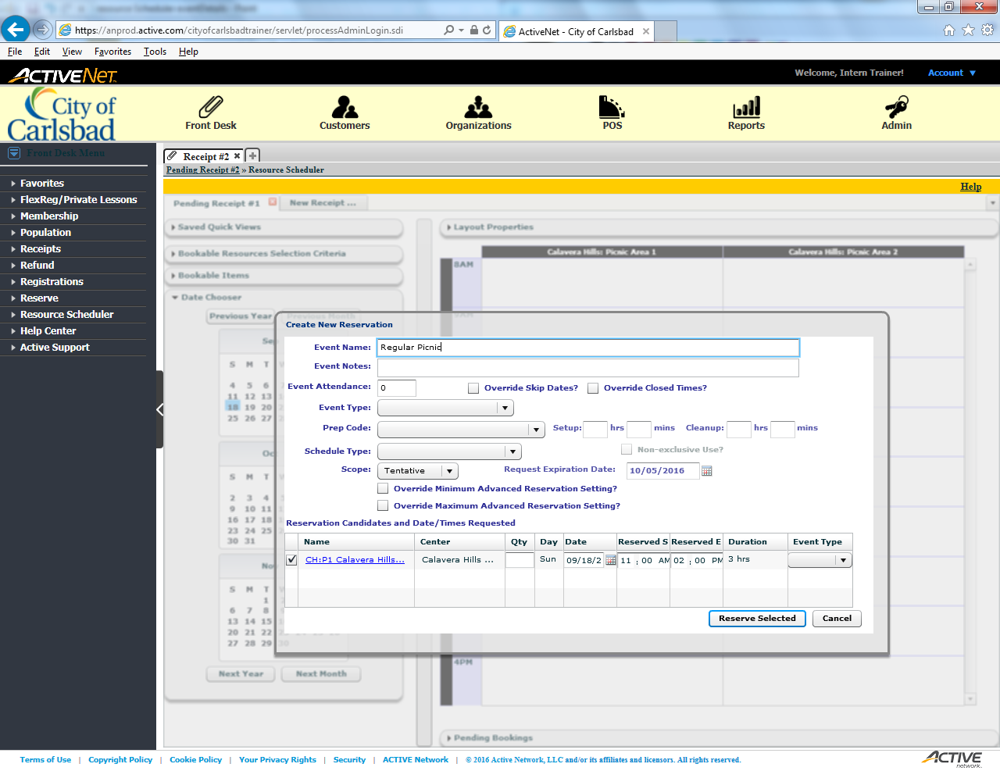 https://anprod.active.com/cityofcarlsbadtrainer/servlet/processAdminLogin.sdi
ActiveNet - City of Carlsbad
File Edit View Favorites Tools Help
ACTIVENET
Welcome, Intern Trainer! Account
City of Carlsbad
Front Desk Customers Organizations POS Reports Admin
Front Desk Menu
Favorites
FlexReg/Private Lessons
Membership
Population
Receipts
Refund
Registrations
Reserve
Resource Scheduler
Help Center
Active Support
Receipt #2
Pending Receipt #2 » Resource Scheduler
Help
Pending Receipt #1 New Receipt ...
Saved Quick Views
Bookable Resources Selection Criteria
Bookable Items
Date Chooser
Previous Year Previous Month
Layout Properties
Calavera Hills: Picnic Area 1 Calavera Hills: Picnic Area 2
8AM
9AM
Se
S M T
4 5 6
11 12 13
18 19 20
25 26 27
Oc
S M T
2 3 4
9 10 11
16 17 18
23 24 25
30 31
No
S M T
1
6 7 8
13 14 15
20 21 22
27 28 29 30
Next Year Next Month
Create New Reservation
Event Name: Regular Picnic
Event Notes:
Event Attendance: 0 Override Skip Dates? Override Closed Times?
Event Type:
Prep Code: Setup: hrs mins Cleanup: hrs mins
Schedule Type: Non-exclusive Use?
Scope: Tentative Request Expiration Date: 10/05/2016
Override Minimum Advanced Reservation Setting?
Override Maximum Advanced Reservation Setting?
Reservation Candidates and Date/Times Requested
Name Center Qty Day Date Reserved S Reserved E Duration Event Type
CH:P1 Calavera Hills... Calavera Hills ... Sun 09/18/2 11 : 00 AM 02 : 00 PM 3 hrs
Reserve Selected Cancel
4PM
Pending Bookings
Terms of Use | Copyright Policy | Cookie Policy | Your Privacy Rights | Security | ACTIVE Network | © 2016 Active Network, LLC and/or its affiliates and licensors. All rights reserved.
ACTIVE network